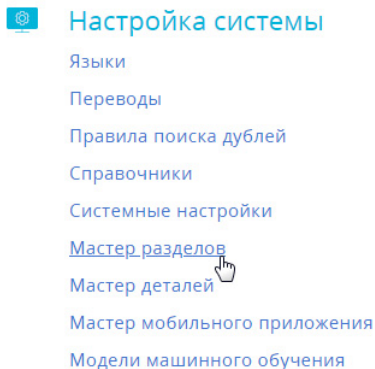 Настройка системы
Языки
Переводы
Правила поиска дублей
Справочники
Системные настройки
Мастер разделов
Мастер деталей
Мастер мобильного приложения
Модели машинного обучения